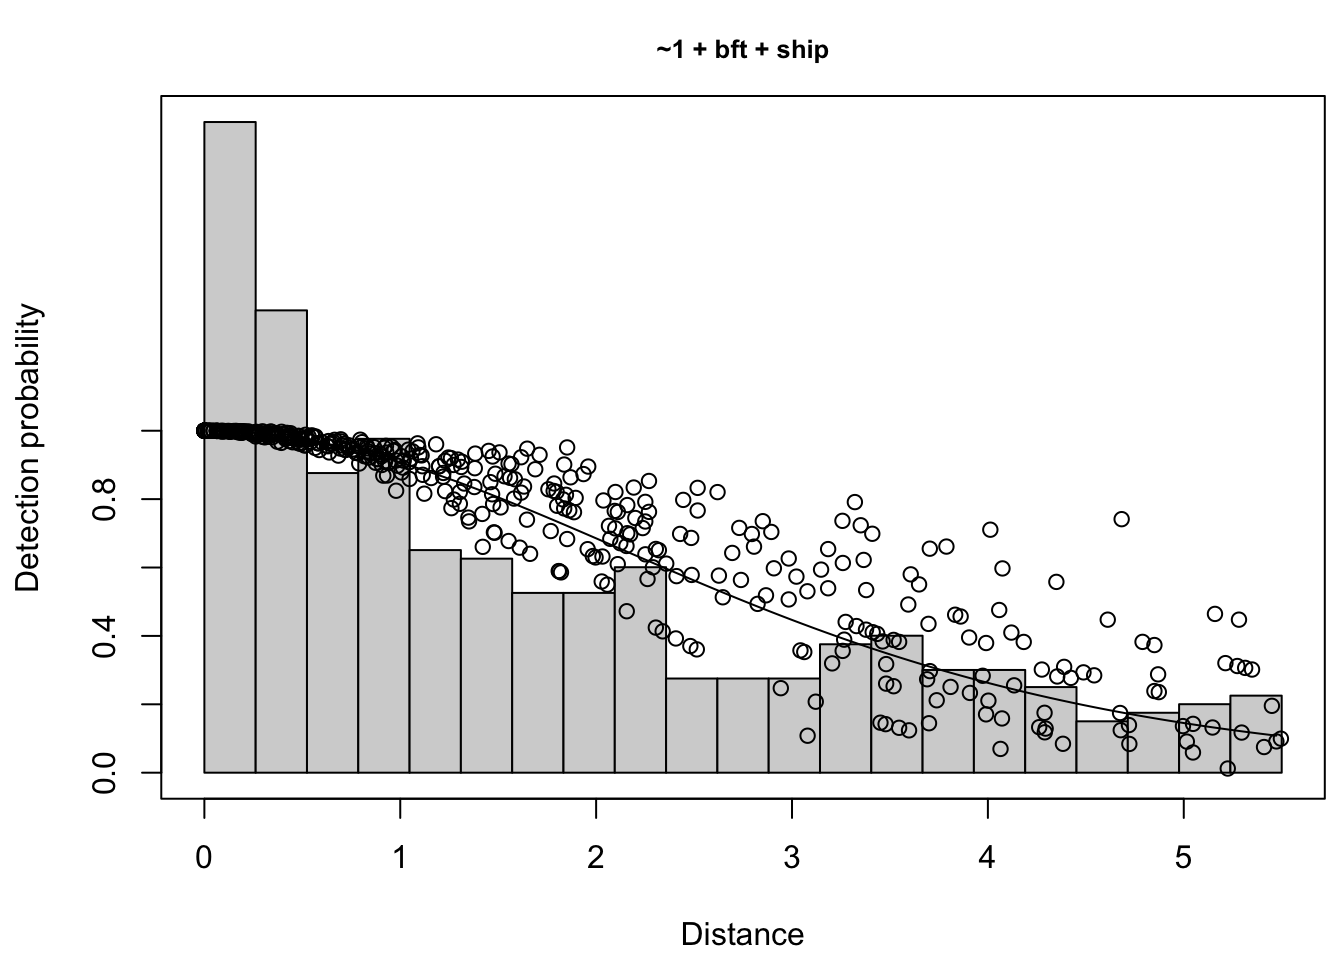 ~1 + bft + ship
Detection probability
0.8
0.4
0.0
0 1 2 3 4 5
Distance